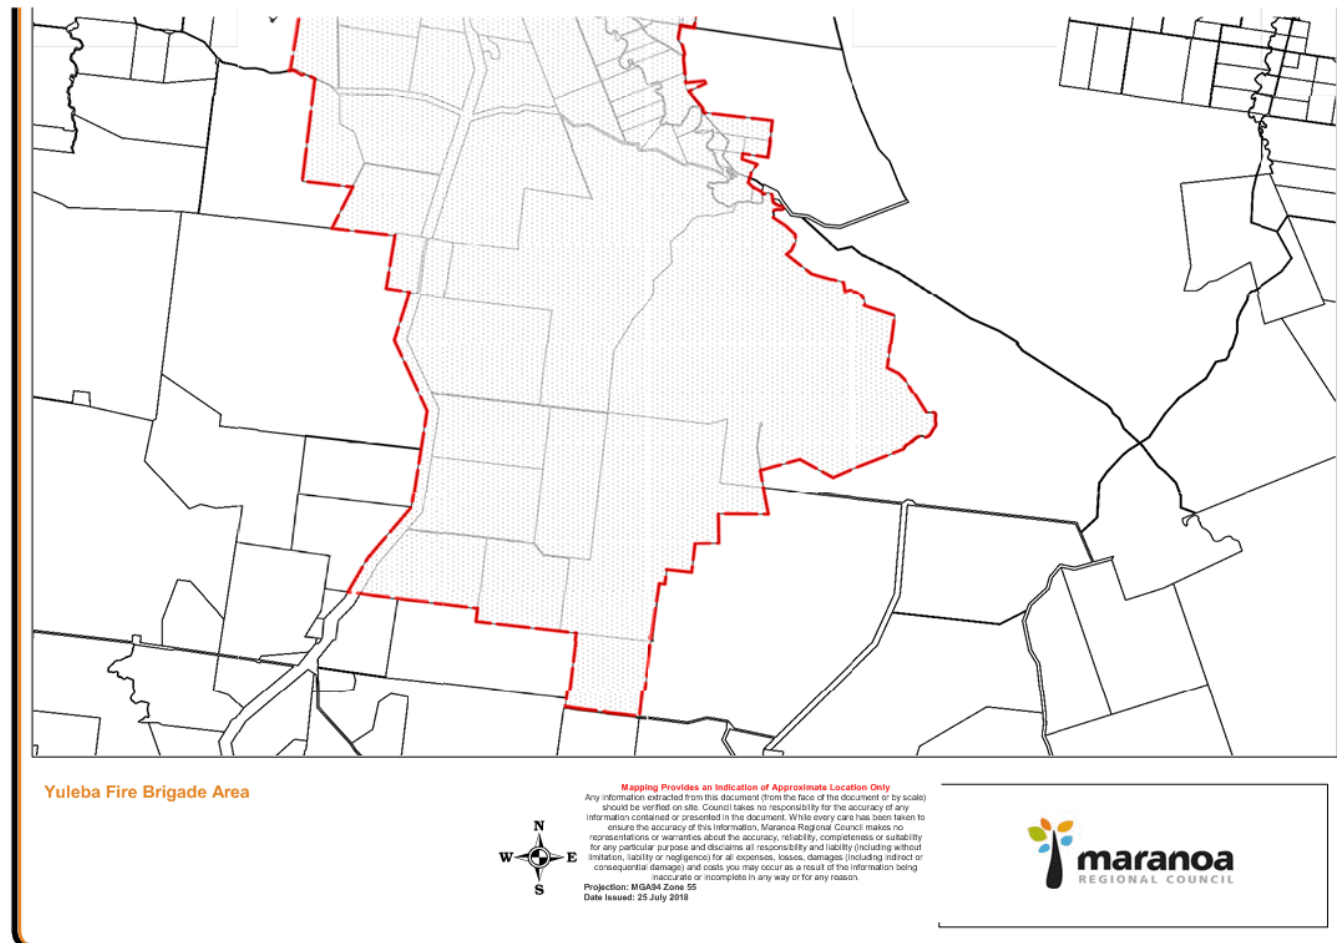 Yuleba Fire Brigade Area
Mapping Provides an Indication of Approximate Location Only
Any information extracted from this document (from the face of the document or by scale)
should be verified on site. Council takes no responsibility for the accuracy of any
information contained or presented in the document. While every care has been taken to
ensure the accuracy of this information, Maranoa Regional Council makes no
representations or warranties about the accuracy, reliability, completeness or suitability
for any particular purpose and disclaims all responsibility and liability (including without
limitation, liability or negligence) for all expenses, losses, damages (including indirect or
consequential damage) and costs you may occur as a result of the information being
inaccurate or incomplete in any way or for any reason.
Projection: MGA94 Zone 55
Date Issued: 25 July 2018
N
W E
S
maranoa
REGIONAL COUNCIL